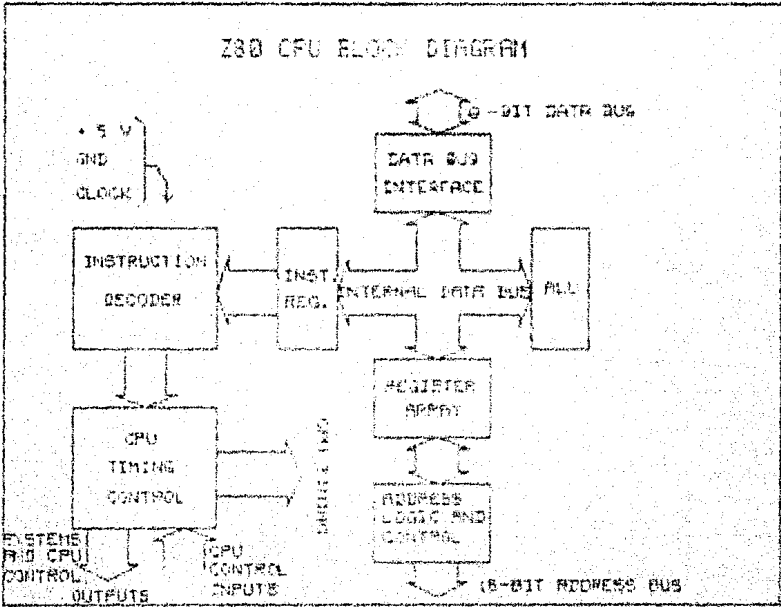 Z80 CPU BLOCK DIAGRAM
8-BIT DATA BUS
+ 5 V
GND
CLOCK
DATA BUS
INTERFACE
INSTRUCTION
DECODER
INST.
REG.
INTERNAL DATA BUS
ALU
REGISTER
ARRAY
CPU
TIMING
CONTROL
ADDRESS
LOGIC AND
CONTROL
SYSTEMS
AND CPU
CONTROL
OUTPUTS
CPU
CONTROL
INPUTS
16-BIT ADDRESS BUS